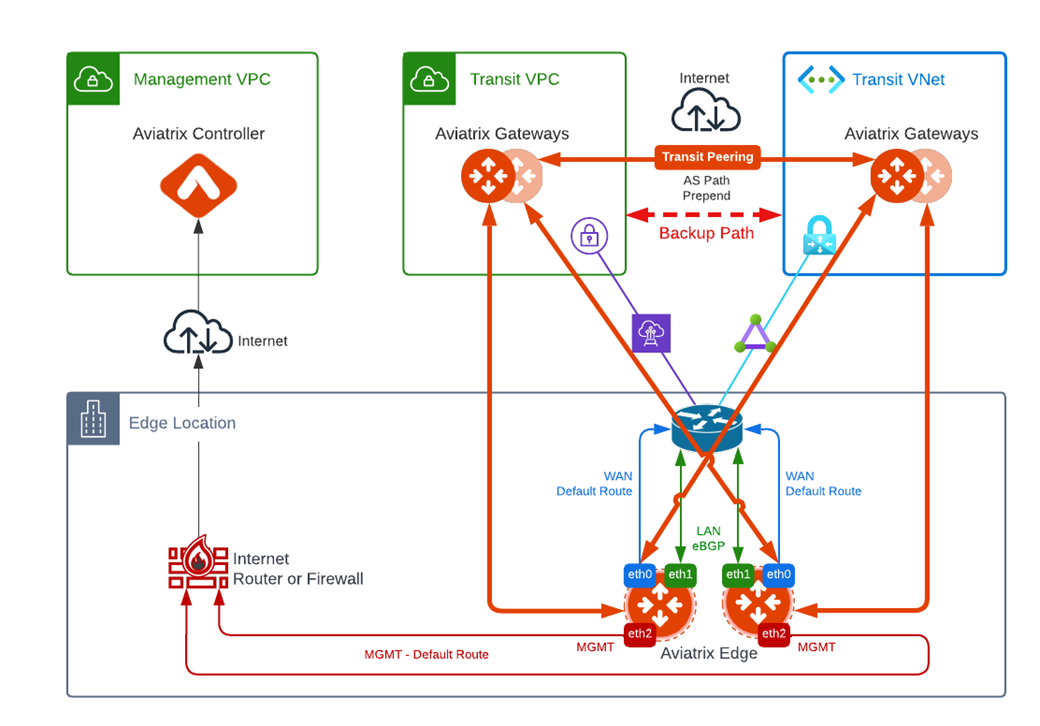 Management VPC
Aviatrix Controller
Transit VPC
Aviatrix Gateways
Internet
Transit Peering
AS Path
Prepend
Backup Path
Transit VNet
Aviatrix Gateways
Internet
Edge Location
WAN
Default Route
WAN
Default Route
LAN
eBGP
Internet
Router or Firewall
eth0
eth1
eth1
eth0
eth2
eth2
MGMT
MGMT
Aviatrix Edge
MGMT - Default Route